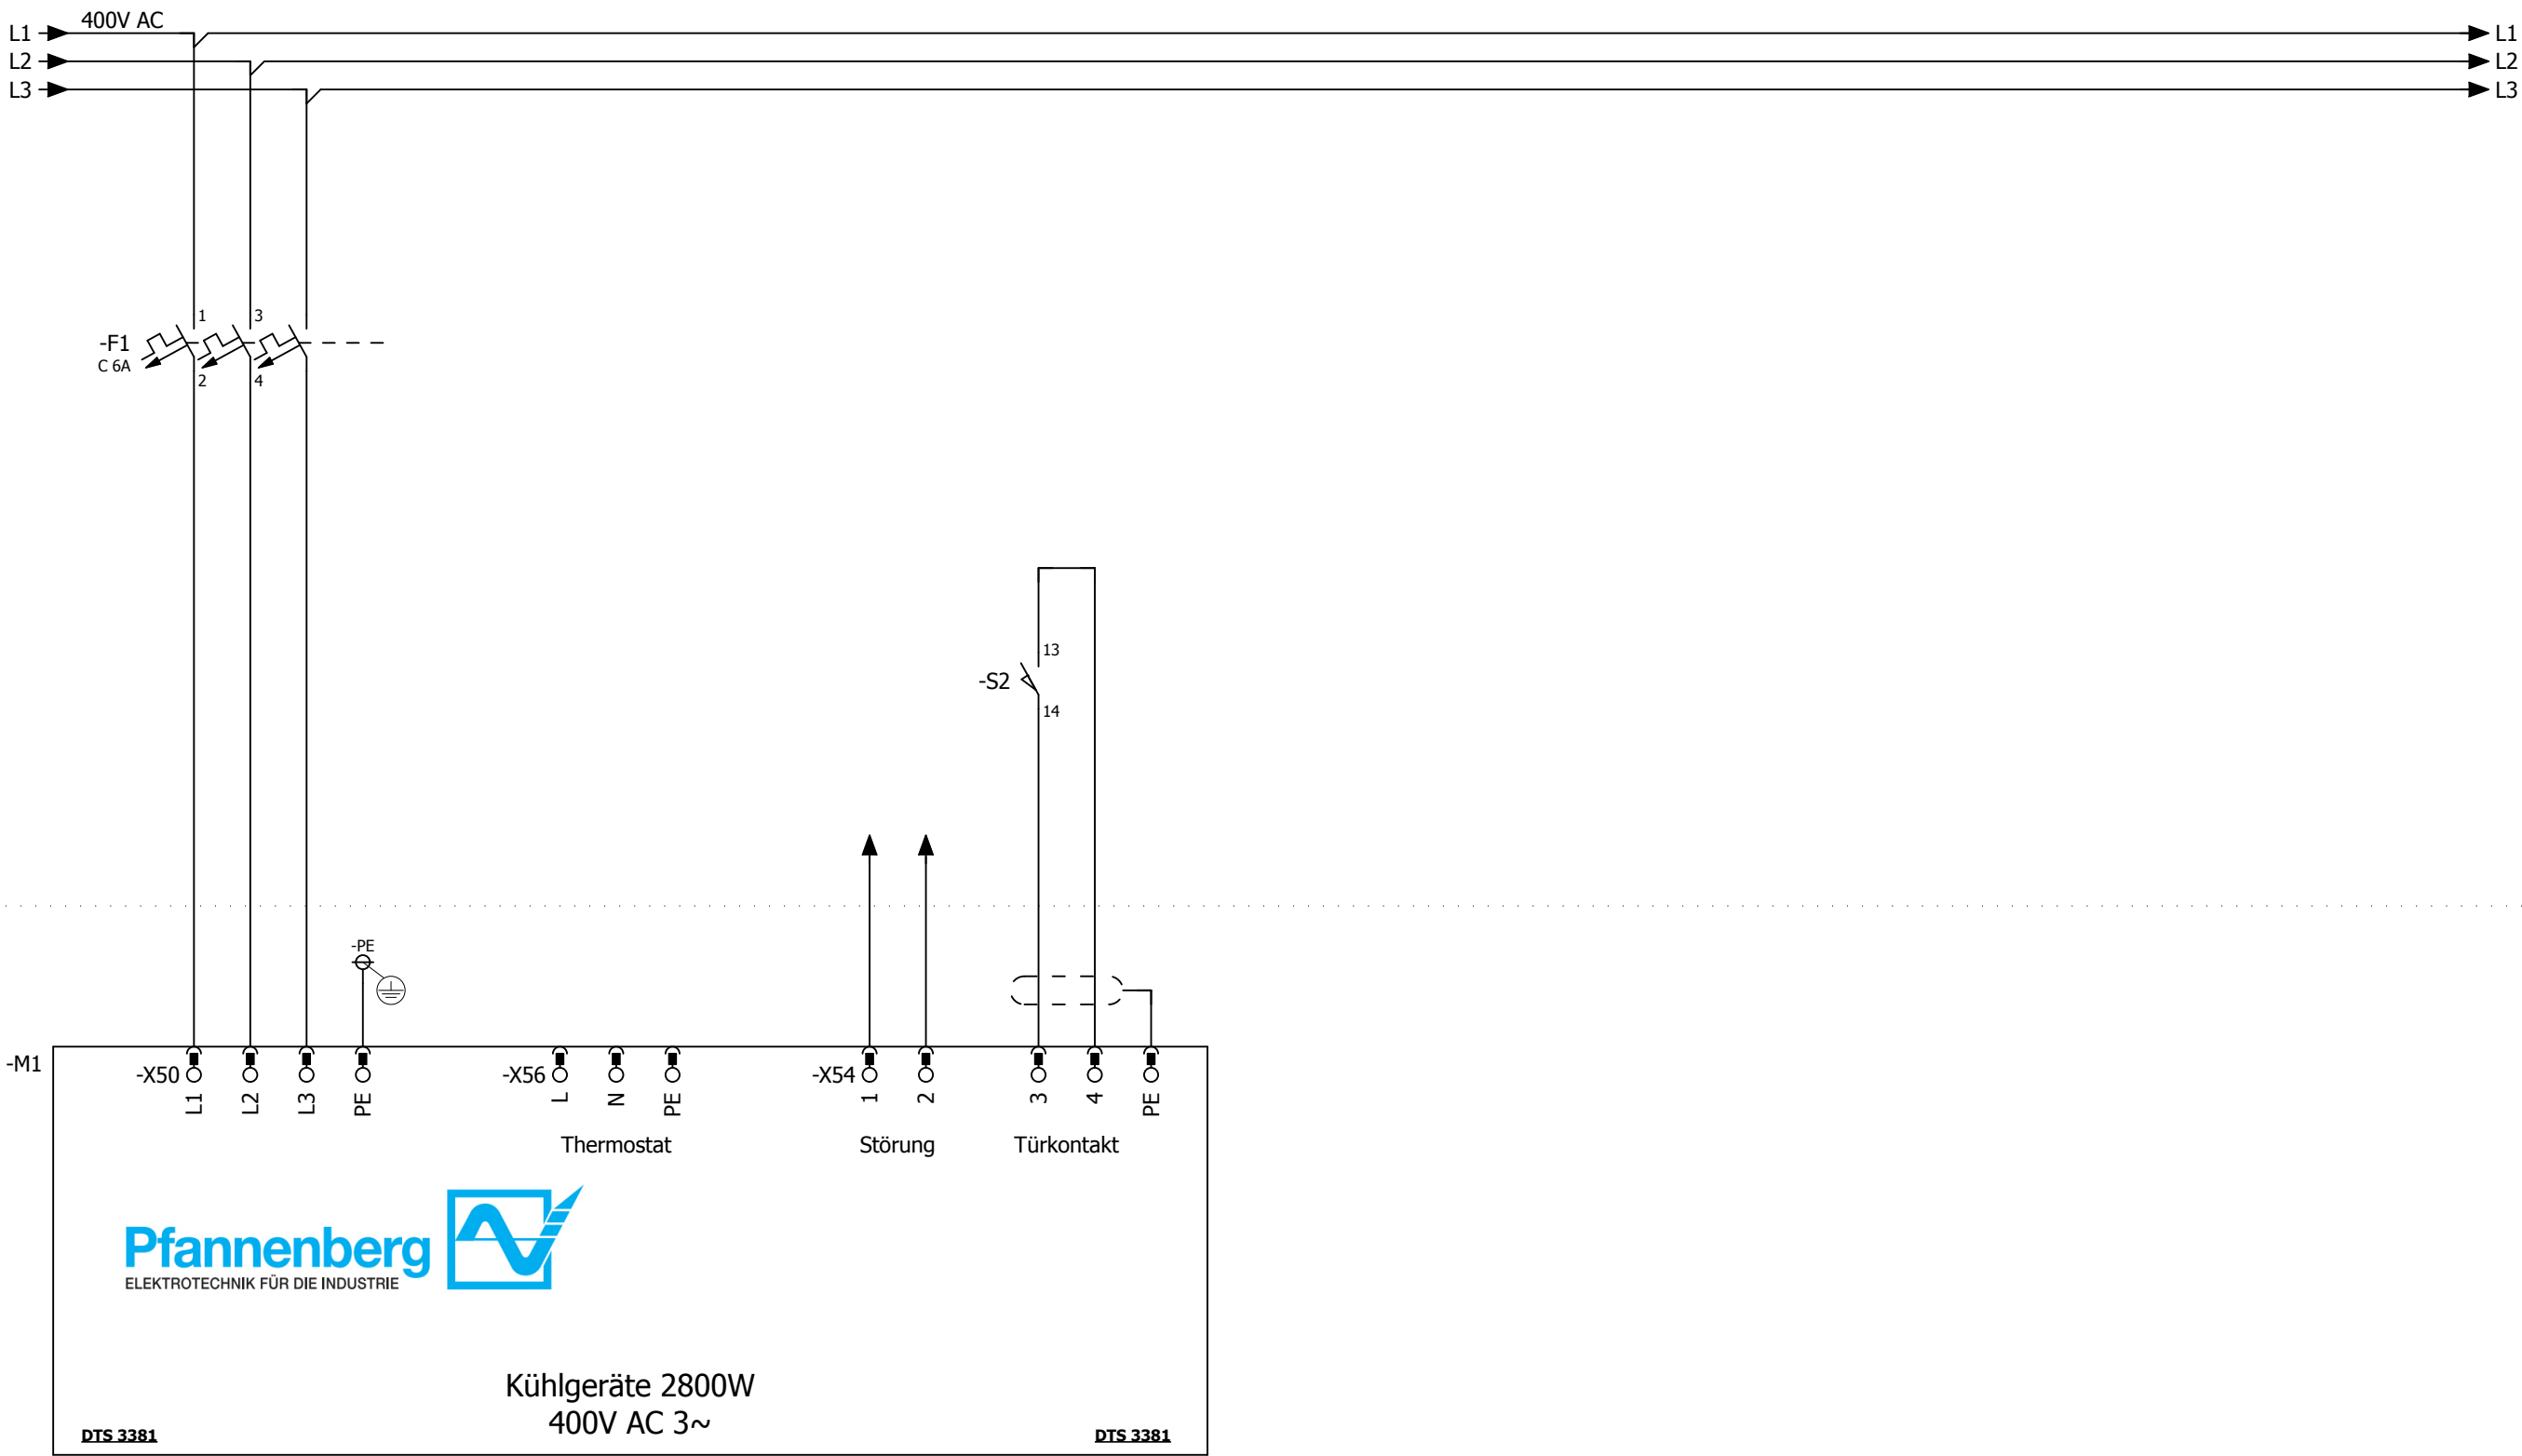 400V AC
L1 L1
L2 L2
L3 L3
1 3
-F1
C 6A
2 4
13
-S2
14
-PE
-M1
-X50 -X56 -X54
L1 L2 L3 PE L N PE 1 2 3 4 PE
Thermostat Störung Türkontakt
Pfannenberg
ELEKTROTECHNIK FÜR DIE INDUSTRIE
Kühlgeräte 2800W
400V AC 3~
DTS 3381 DTS 3381